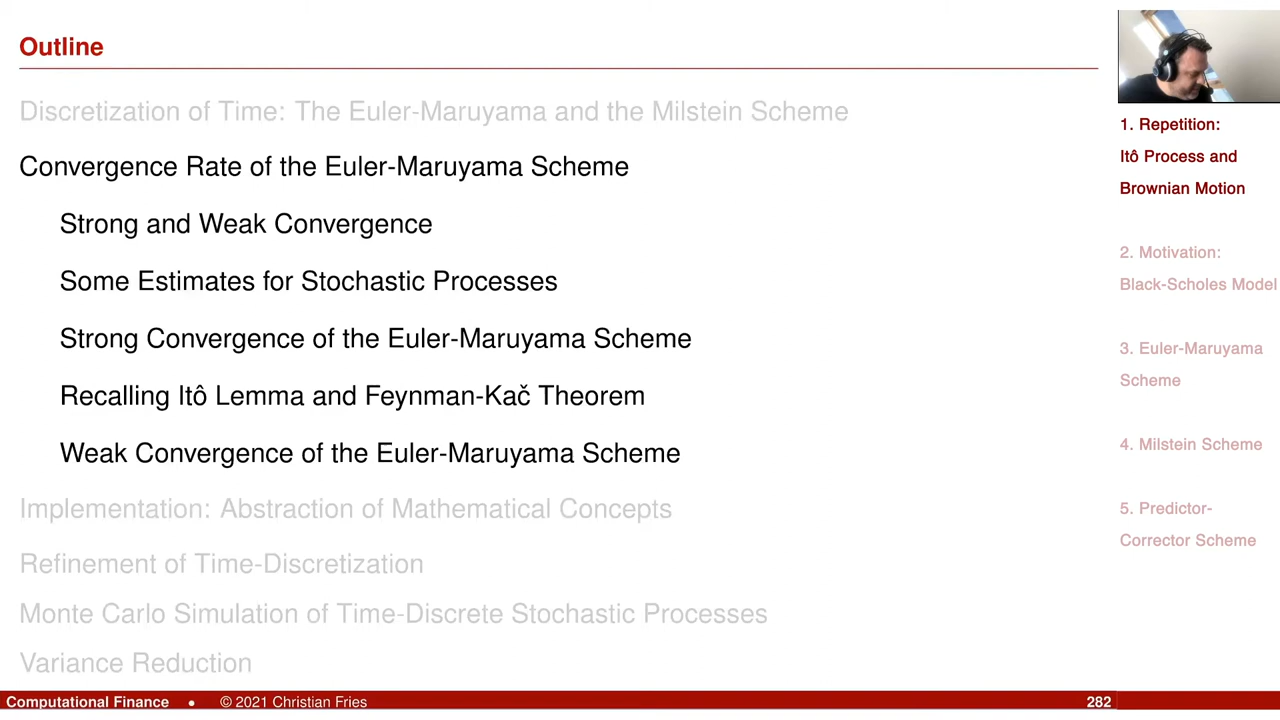 Outline
Discretization of Time: The Euler-Maruyama and the Milstein Scheme
Convergence Rate of the Euler-Maruyama Scheme
Strong and Weak Convergence
Some Estimates for Stochastic Processes
Strong Convergence of the Euler-Maruyama Scheme
Recalling Itô Lemma and Feynman-Kač Theorem
Weak Convergence of the Euler-Maruyama Scheme
Implementation: Abstraction of Mathematical Concepts
Refinement of Time-Discretization
Monte Carlo Simulation of Time-Discrete Stochastic Processes
Variance Reduction
1. Repetition:
Itô Process and
Brownian Motion
2. Motivation:
Black-Scholes Model
3. Euler-Maruyama
Scheme
4. Milstein Scheme
5. Predictor-
Corrector Scheme
Computational Finance • © 2021 Christian Fries 282